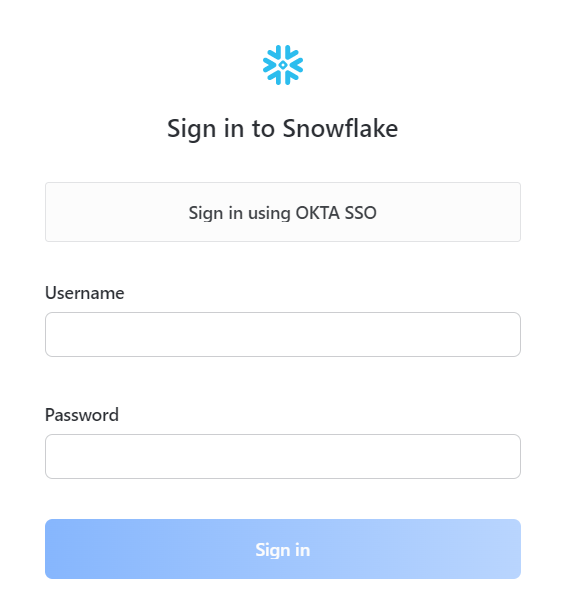 Sign in to Snowflake
Sign in using OKTA SSO
Username
Password
Sign in